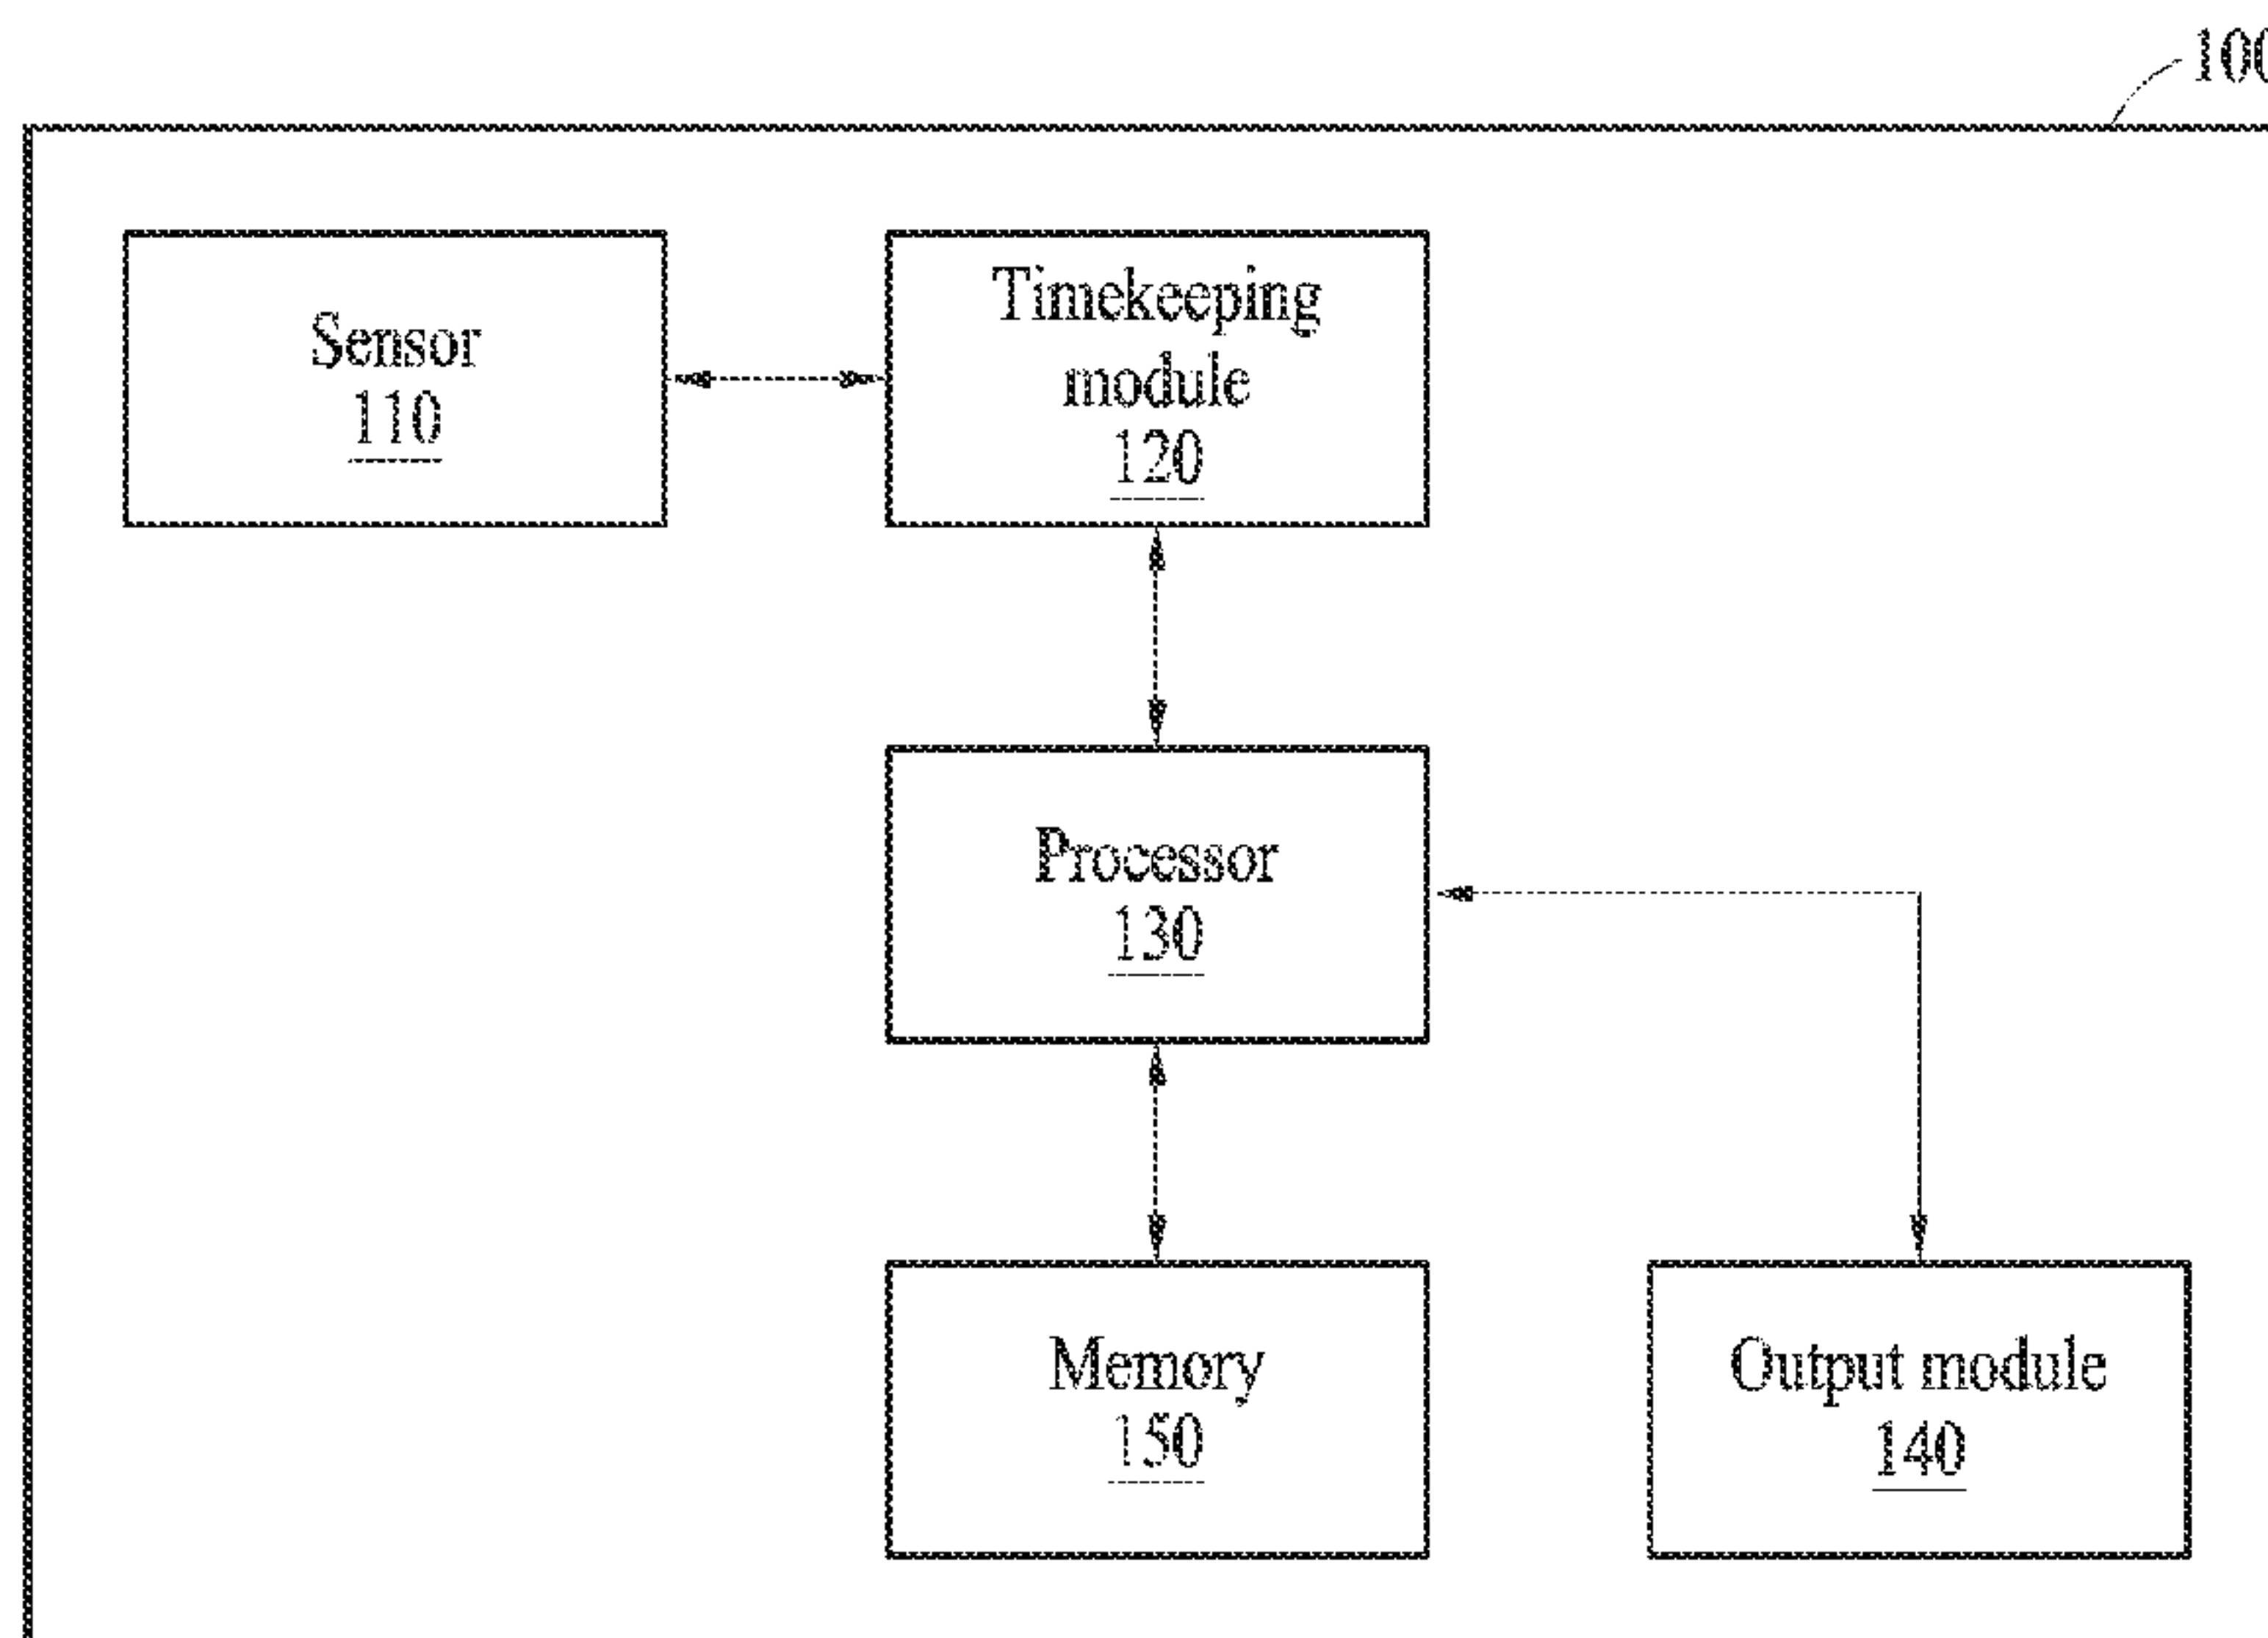 100
Sensor
110
Timekeeping
module
120
Processor
130
Memory
150
Output module
140